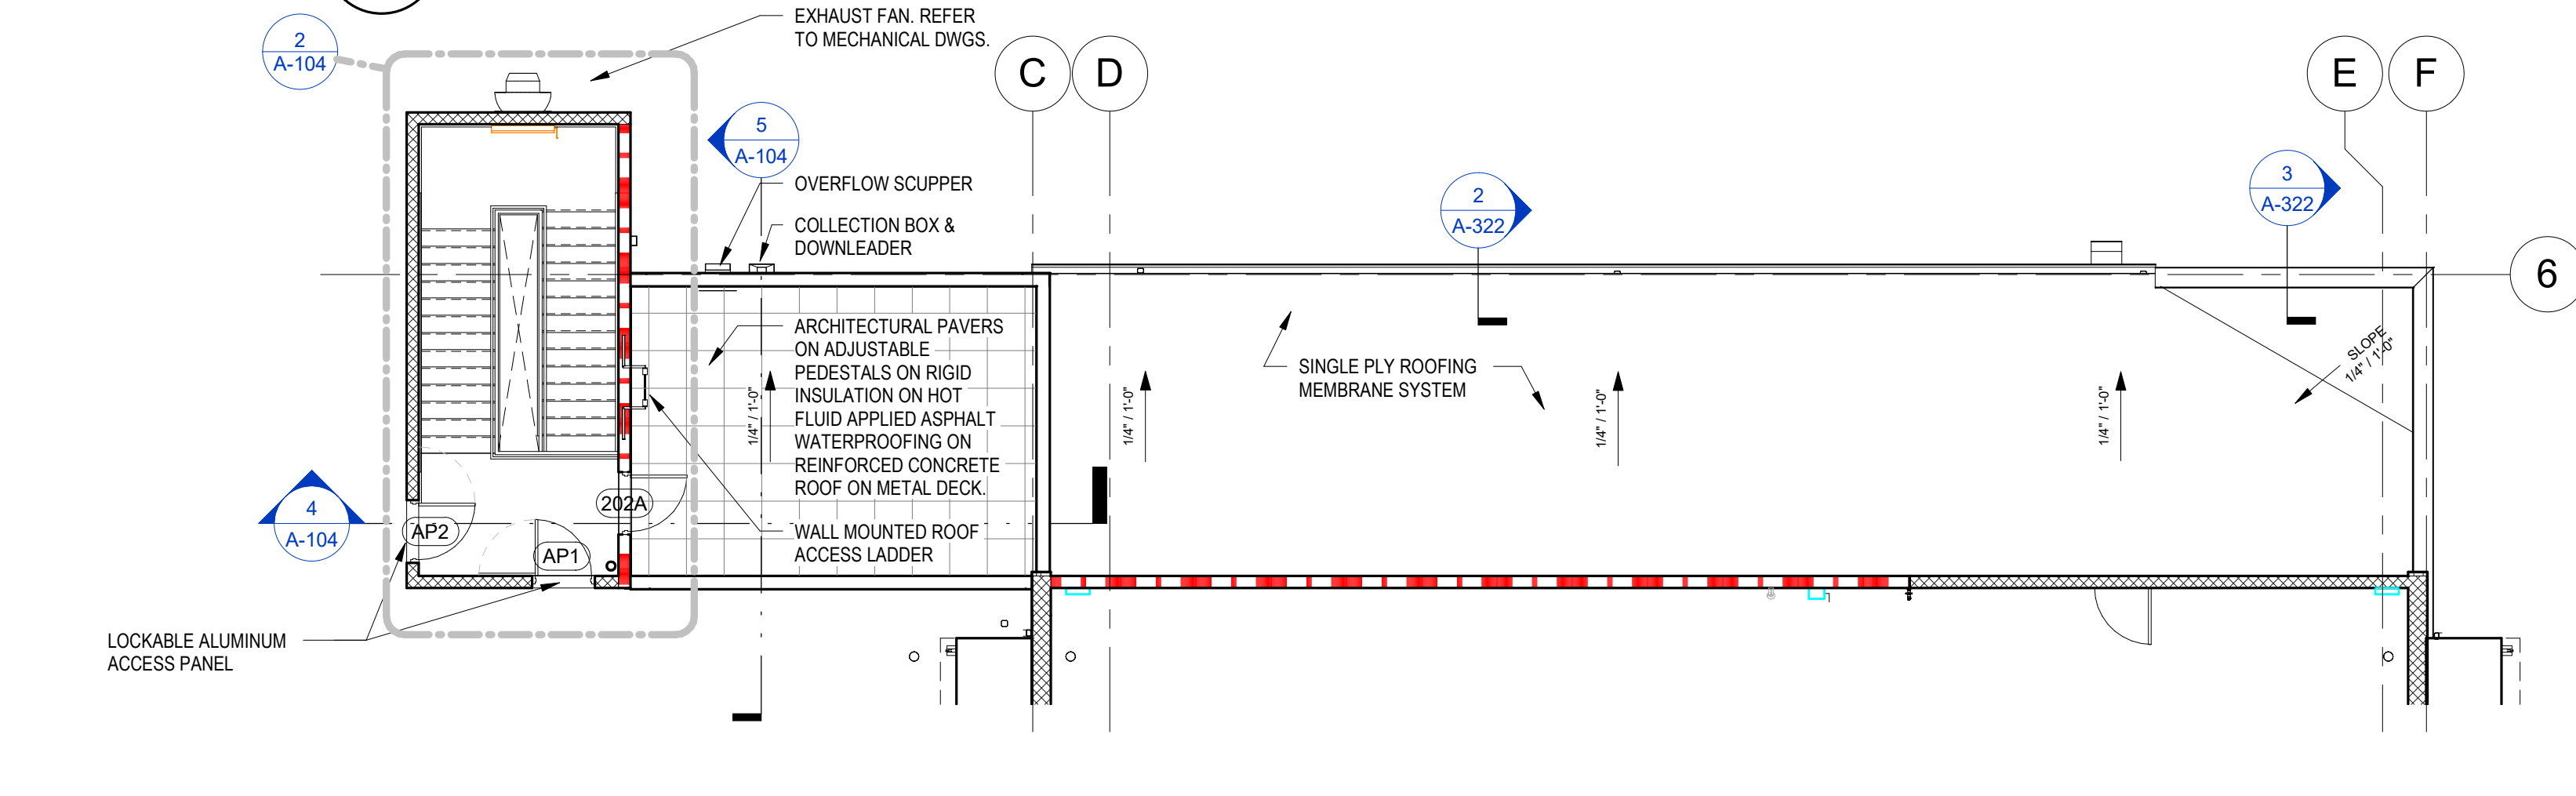 EXHAUST FAN. REFER
TO MECHANICAL DWGS.
2
A-104
C
D
E
F
5
A-104
OVERFLOW SCUPPER
2
A-322
3
A-322
COLLECTION BOX &
DOWNLEADER
6
ARCHITECTURAL PAVERS
ON ADJUSTABLE
PEDESTALS ON RIGID
INSULATION ON HOT
FLUID APPLIED ASPHALT
WATERPROOFING ON
REINFORCED CONCRETE
ROOF ON METAL DECK.
1/4" / 1'-0"
1/4" / 1'-0"
SINGLE PLY ROOFING
MEMBRANE SYSTEM
1/4" / 1'-0"
1/4" / 1'-0"
SLOPE
1/4" / 1'-0"
4
A-104
202A
AP2
AP1
WALL MOUNTED ROOF
ACCESS LADDER
LOCKABLE ALUMINUM
ACCESS PANEL